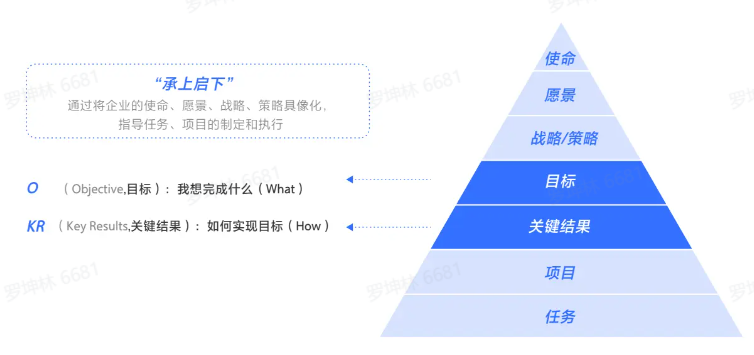 使命
愿景
战略/策略
目标
关键结果
项目
任务
“承上启下”
通过将企业的使命、愿景、战略、策略具像化，
指导任务、项目的制定和执行
O （Objective,目标）：我想完成什么（What）
KR （Key Results,关键结果）：如何实现目标（How）
罗坤林 6681
罗坤林 6681
罗坤林 6681
罗坤林 6681
罗坤林 6681